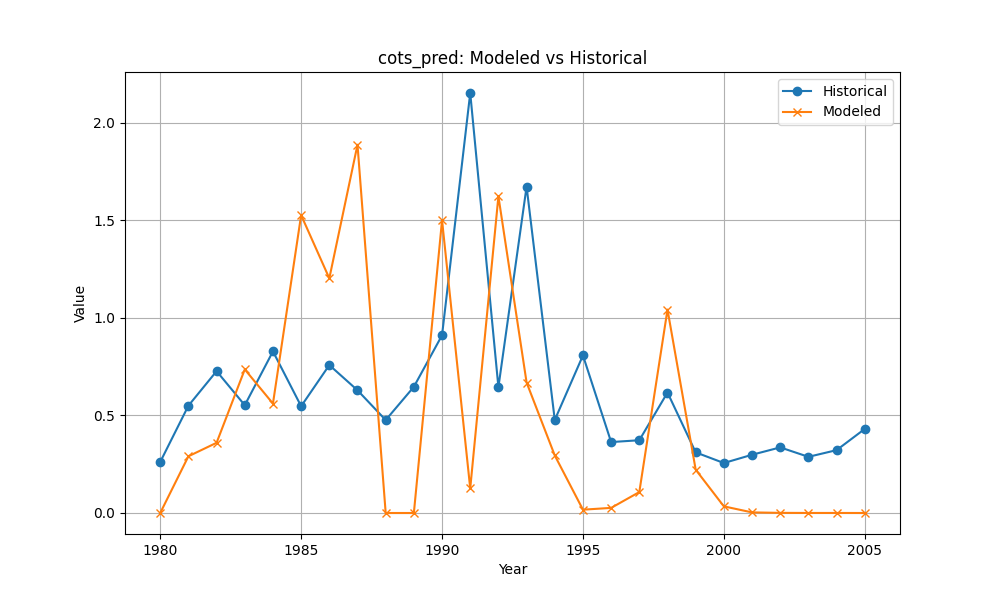 cots_pred: Modeled vs Historical
Historical
Modeled
Value
2.0
1.5
1.0
0.5
0.0
1980 1985 1990 1995 2000 2005
Year